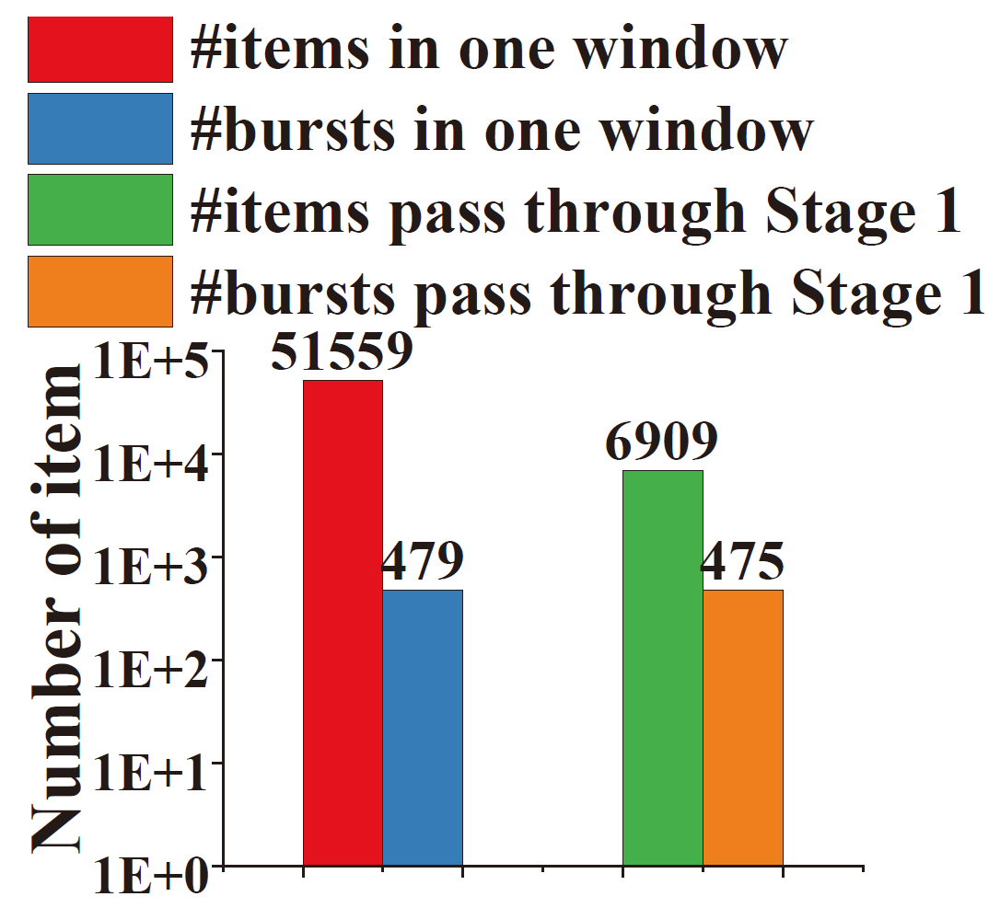 #items in one window
#bursts in one window
#items pass through Stage 1
#bursts pass through Stage 1
51559
1E+5
6909
1E+4
479
475
1E+3
1E+2
1E+1
1E+0
Number of item